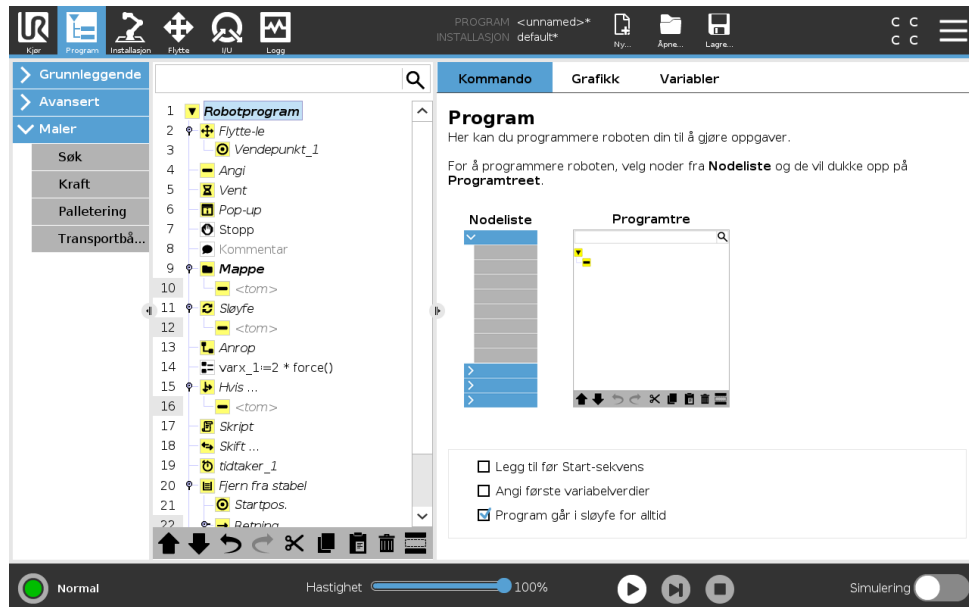 UR
Kjør
Program
Installasjon
Flytte
I/U
Logg
PROGRAM <unnamed>*
INSTALLASJON default*
Ny...
Åpne...
Lagre...
C C
C C
Grunnleggende
Avansert
Maler
Søk
Kraft
Palletering
Transportbå...
1 Robotprogram
2 Flytte-le
3 Vendepunkt_1
4 Angi
5 Vent
6 Pop-up
7 Stopp
8 Kommentar
9 Mappe
10 <tom>
11 Sløyfe
12 <tom>
13 Anrop
14 varx_1:=2 * force()
15 Hvis ...
16 <tom>
17 Skript
18 Skift ...
19 tidtaker_1
20 Fjern fra stabel
21 Startpos.
22 Retning
Kommando
Grafikk
Variabler
Program
Her kan du programmere roboten din til å gjøre oppgaver.
For å programmere roboten, velg noder fra Nodeliste og de vil dukke opp på
Programtreet.
Nodeliste
Programtre
Legg til før Start-sekvens
Angi første variabelverdier
Program går i sløyfe for alltid
Normal
Hastighet
100%
Simulering